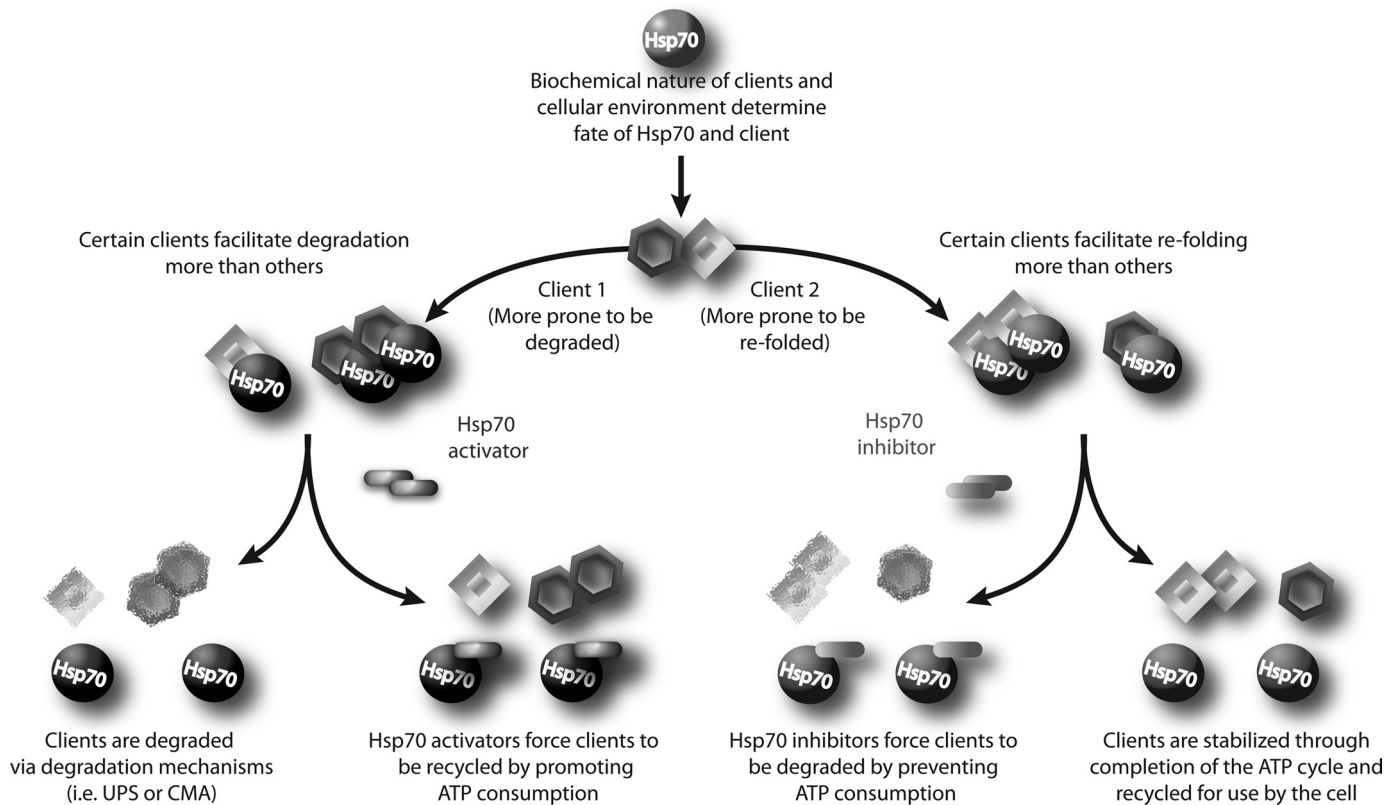 Hsp70
Biochemical nature of clients and
cellular environment determine
fate of Hsp70 and client
Certain clients facilitate degradation
more than others
Certain clients facilitate re-folding
more than others
Client 1
(More prone to be
degraded)
Client 2
(More prone to be
re-folded)
Hsp70
Hsp70
Hsp70
Hsp70
Hsp70
Hsp70
Hsp70
activator
Hsp70
inhibitor
Hsp70
Hsp70
Hsp70
Hsp70
Hsp70
Hsp70
Hsp70
Hsp70
Clients are degraded
via degradation mechanisms
(i.e. UPS or CMA)
Hsp70 activators force clients to
be recycled by promoting
ATP consumption
Hsp70 inhibitors force clients to
be degraded by preventing
ATP consumption
Clients are stabilized through
completion of the ATP cycle and
recycled for use by the cell